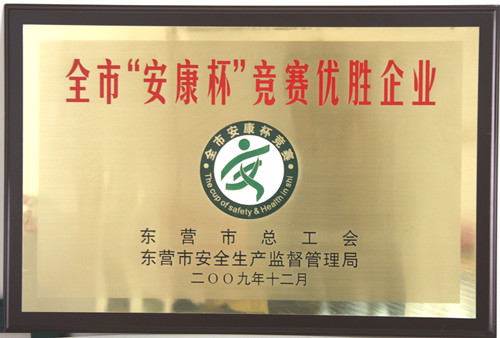 全市“安康杯”竞赛优胜企业
全市安康杯竞赛
The cup of safety & Health in shi
东营市总工会
东营市安全生产监督管理局
二〇〇九年十二月